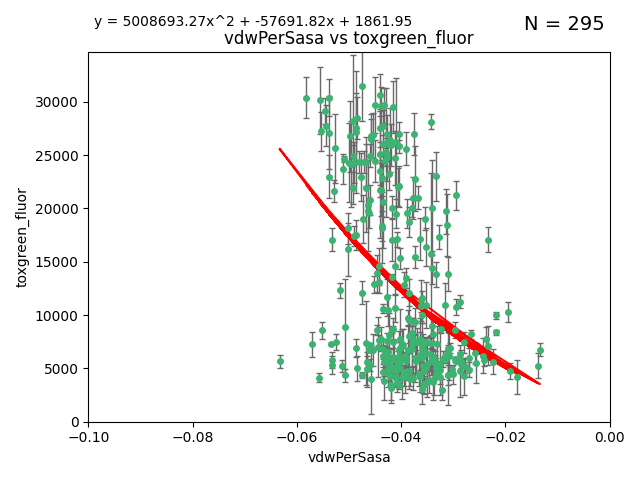 y = 5008693.27x^2 + -57691.82x + 1861.95
N = 295
vdwPerSasa vs toxgreen_fluor
30000
25000
20000
15000
10000
5000
0
toxgreen_fluor
−0.10
−0.08
−0.06
−0.04
−0.02
0.00
vdwPerSasa